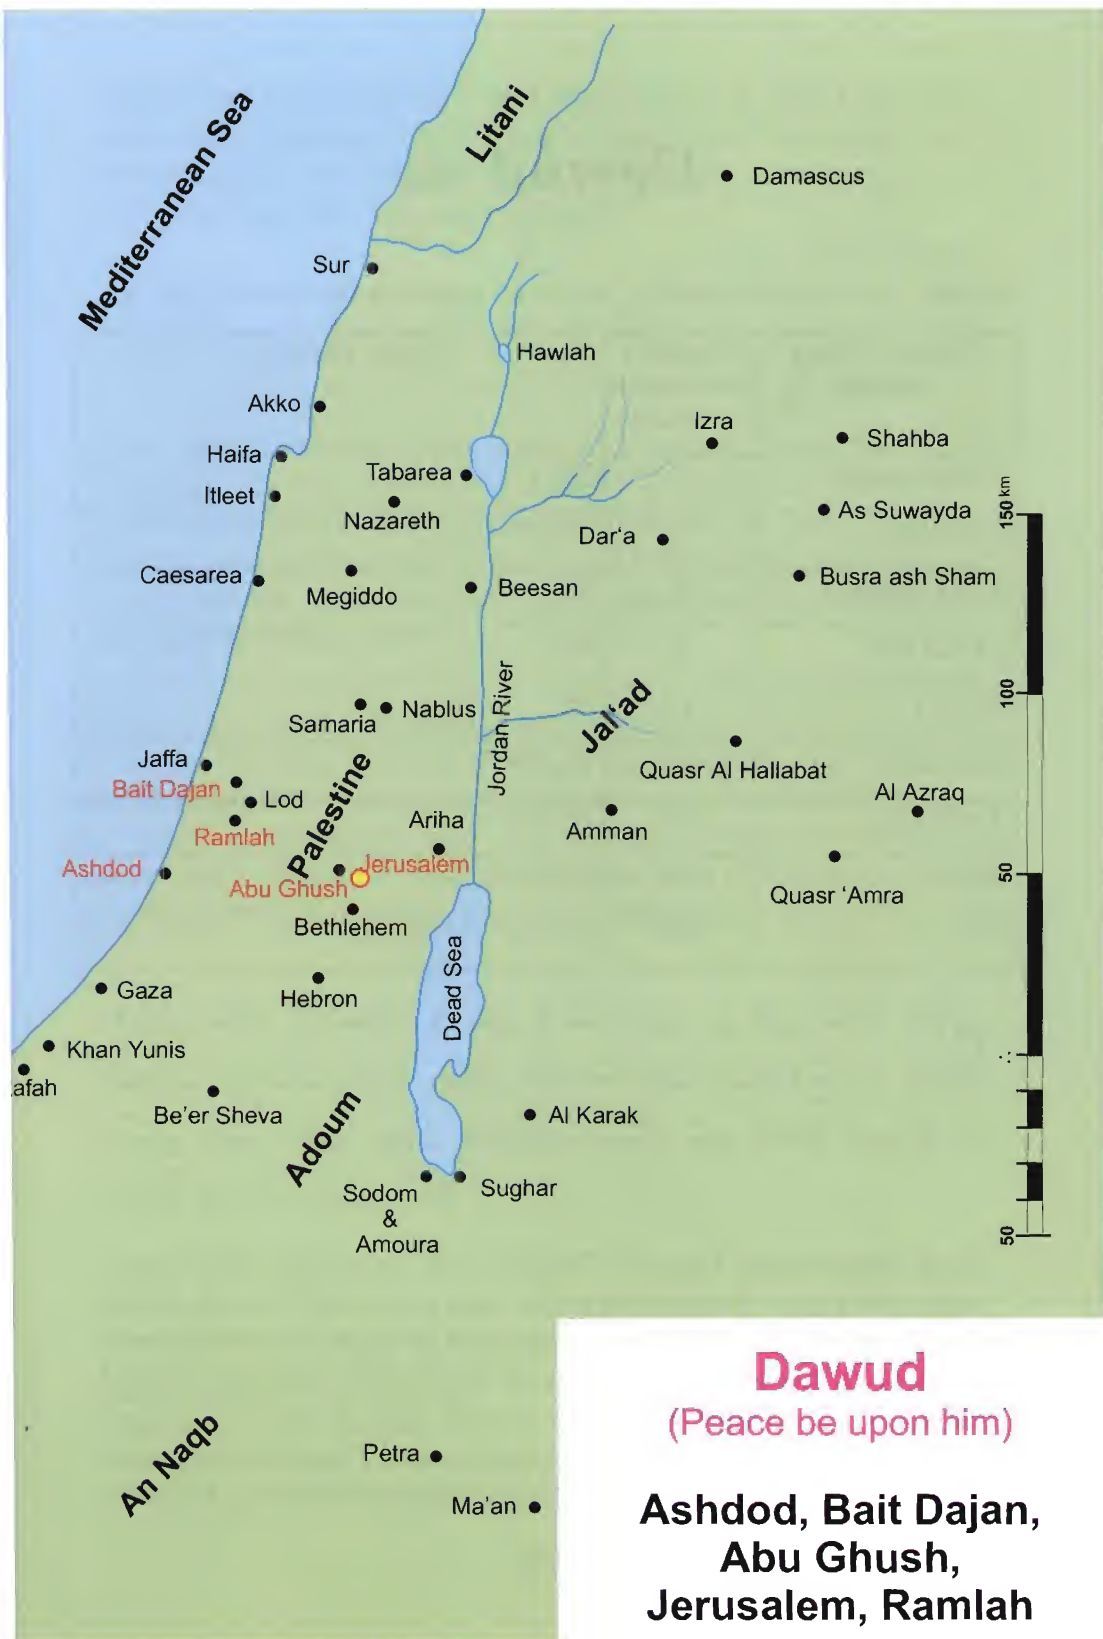 Mediterranean Sea
Litani
Damascus
Sur
Hawlah
Akko
Izra
Shahba
Haifa
Tabarea
Itleet
Nazareth
As Suwayda
150 km
Dar‘a
Caesarea
Megiddo
Beesan
Busra ash Sham
Jordan River
Jal‘ad
100
Samaria
Nablus
Jaffa
Bait Dajan
Lod
Palestine
Quasr Al Hallabat
Al Azraq
Ramlah
Ariha
Amman
Ashdod
Jerusalem
Abu Ghush
50
Quasr ‘Amra
Bethlehem
Dead Sea
Gaza
Hebron
Khan Yunis
afah
Be’er Sheva
Adoum
Al Karak
Sodom
&
Amoura
Sughar
50
An Naqb
Petra
Ma’an
Dawud
(Peace be upon him)
Ashdod, Bait Dajan,
Abu Ghush,
Jerusalem, Ramlah